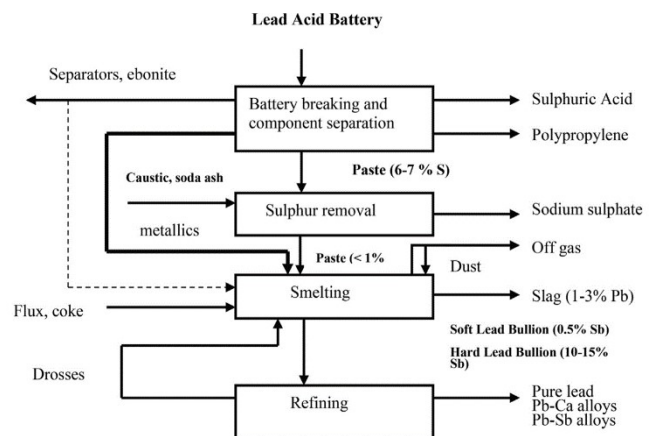 Lead Acid Battery
Separators, ebonite
Battery breaking and
component separation
Sulphuric Acid
Polypropylene
Paste (6-7 % S)
Caustic, soda ash
Sulphur removal
Sodium sulphate
metallics
Paste (< 1%
Off gas
Dust
Smelting
Slag (1-3% Pb)
Flux, coke
Soft Lead Bullion (0.5% Sb)
Hard Lead Bullion (10-15%
Sb)
Drosses
Refining
Pure lead
Pb-Ca alloys
Pb-Sb alloys